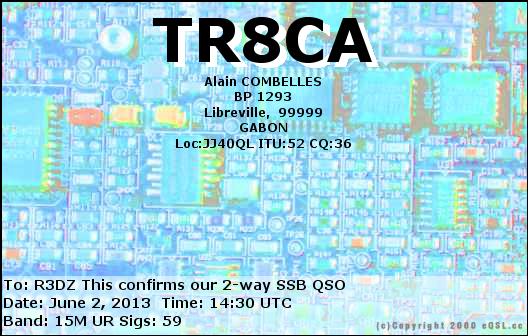 TR8CA
Alain COMBELLES
BP 1293
Libreville, 99999
GABON
Loc:JJ40QL ITU:52 CQ:36
To: R3DZ This confirms our 2-way SSB QSO
Date: June 2, 2013 Time: 14:30 UTC
Band: 15M UR Sigs: 59
(c)Copyright 2000 eQSL.cc